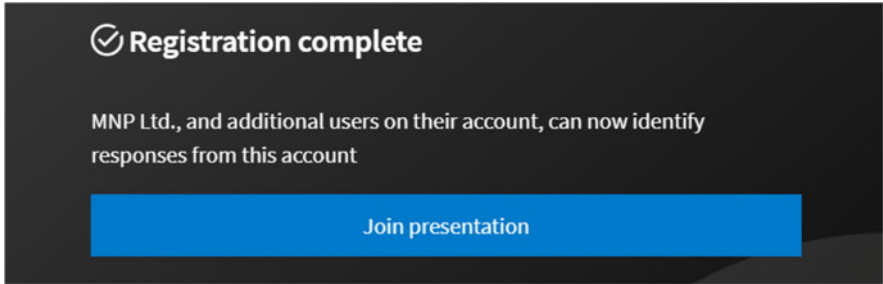 Registration complete
MNP Ltd., and additional users on their account, can now identify
responses from this account
Join presentation